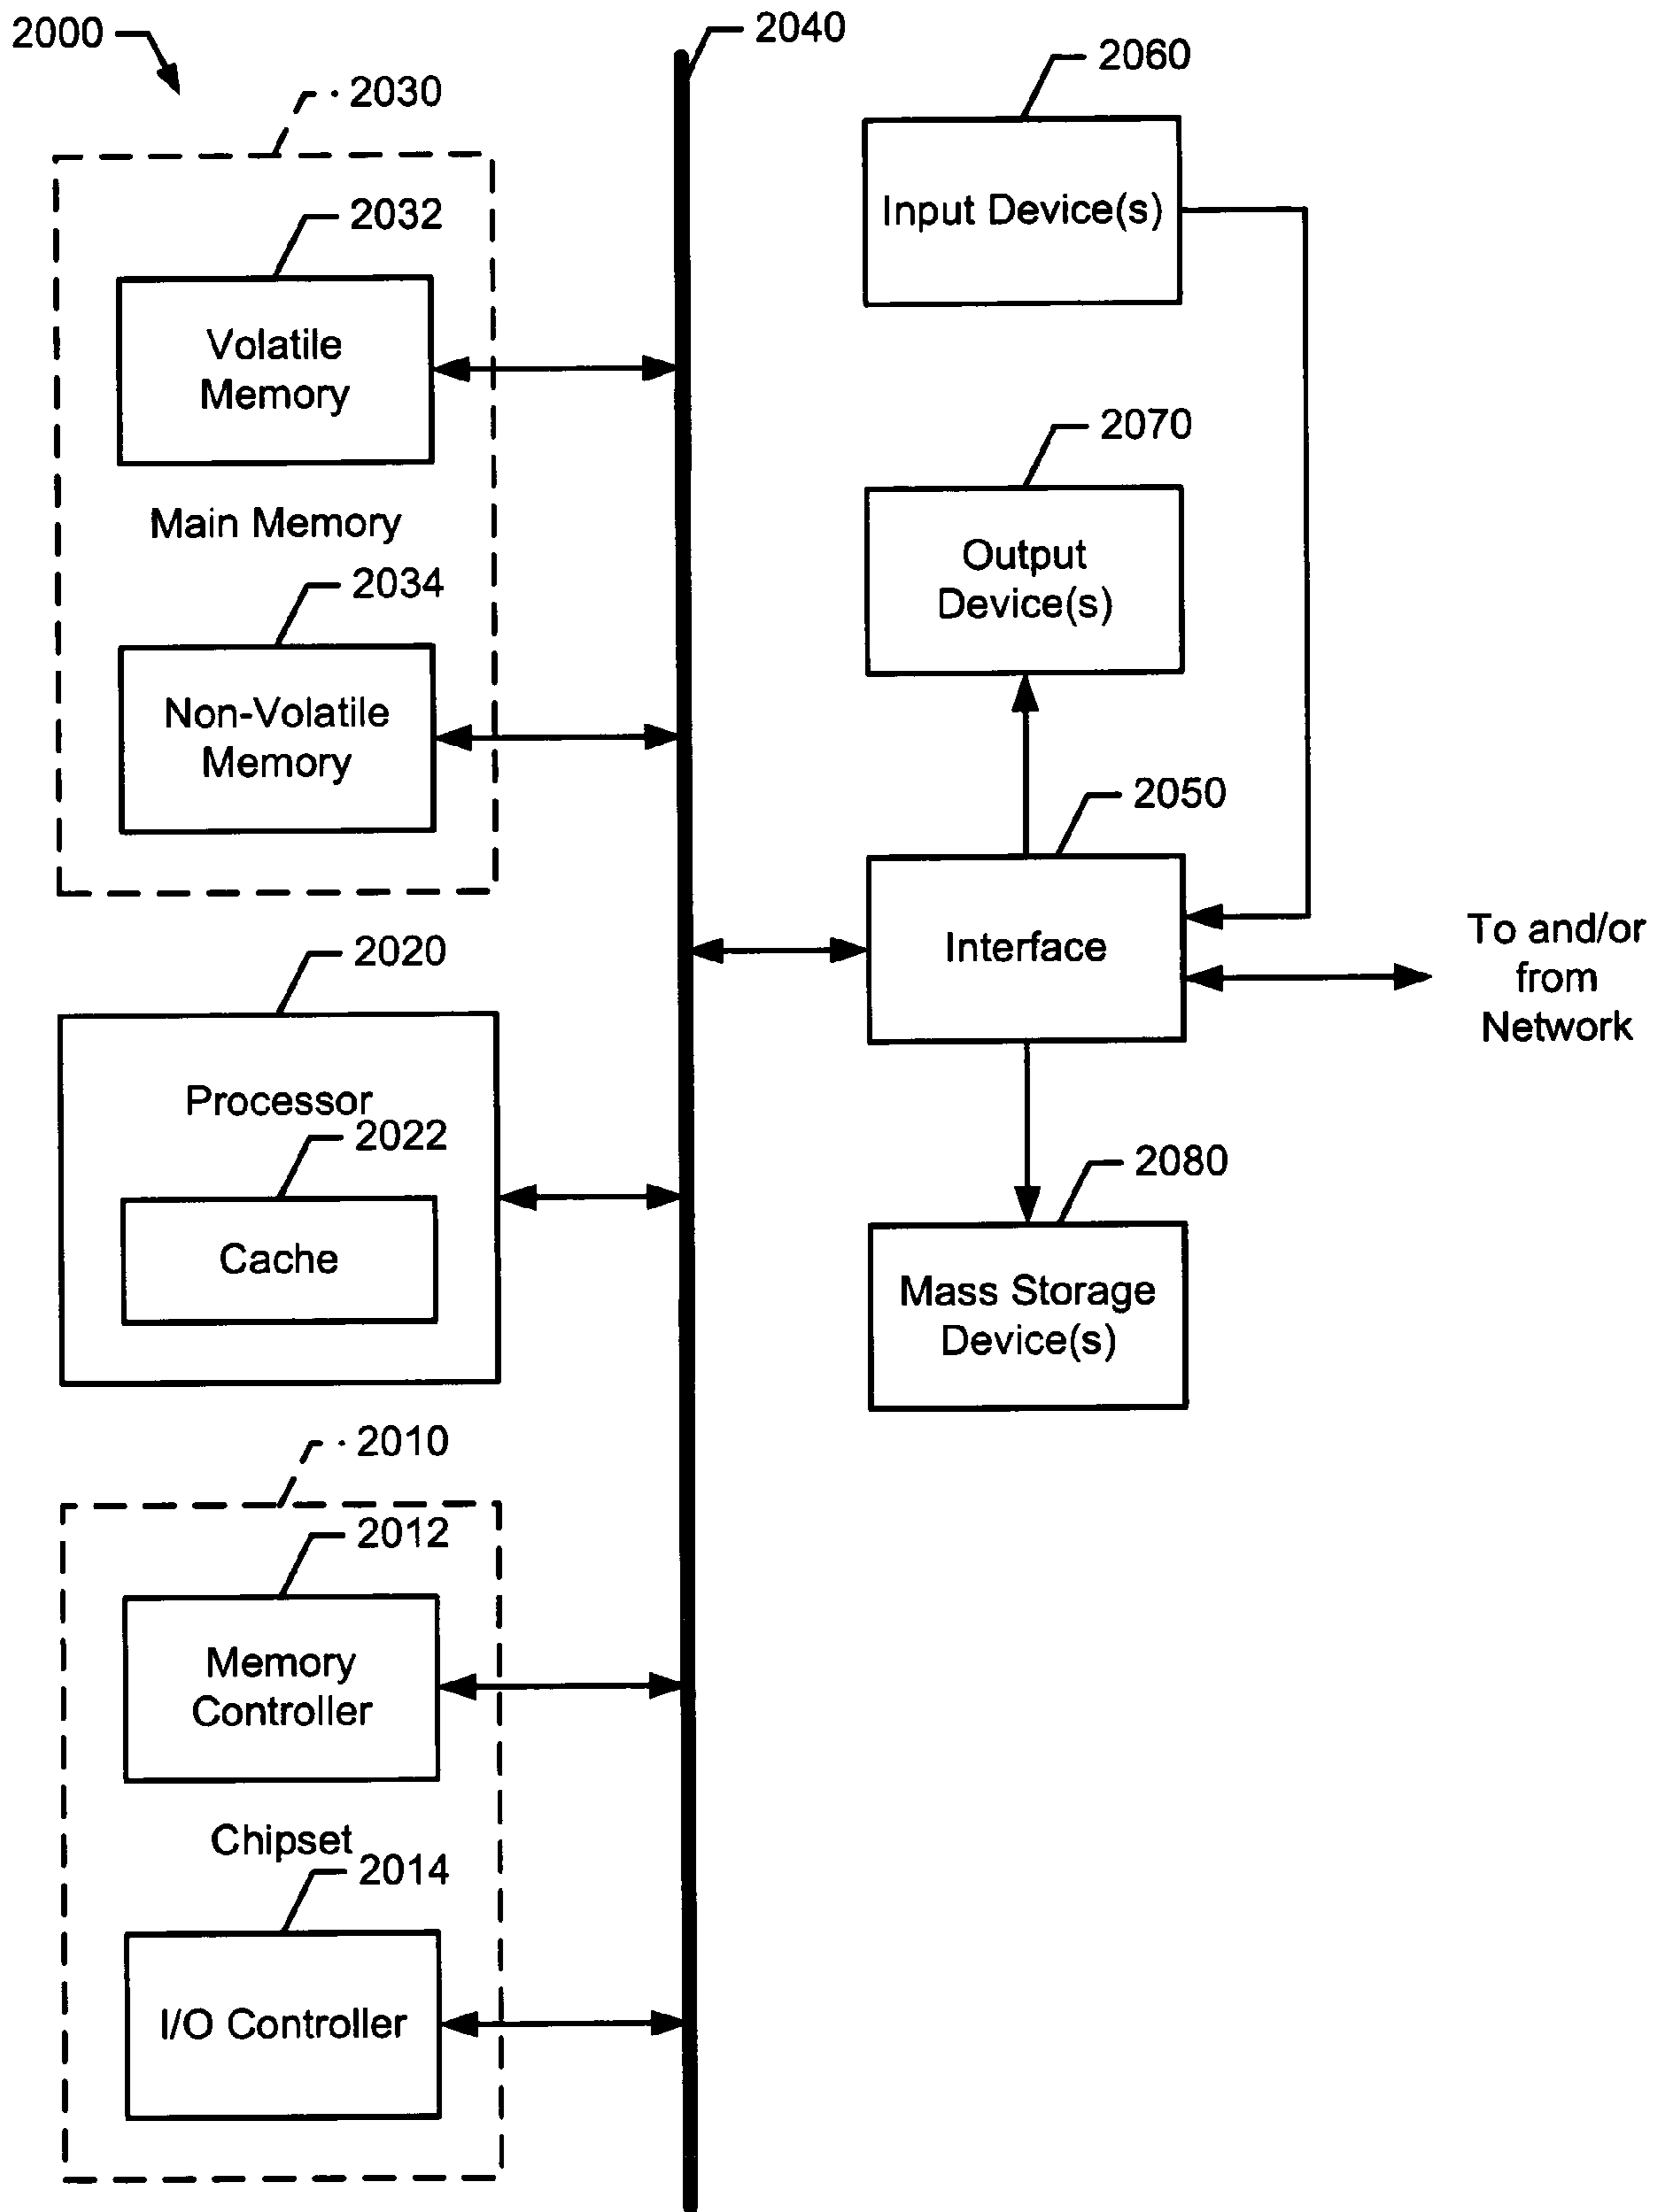 2000
2040
2060
2030
2032
Input Device(s)
Volatile
Memory
2070
Main Memory
Output
Device(s)
2034
Non-Volatile
Memory
2050
Interface
To and/or
from
Network
2020
Processor
2022
2080
Cache
Mass Storage
Device(s)
2010
2012
Memory
Controller
Chipset
2014
I/O Controller